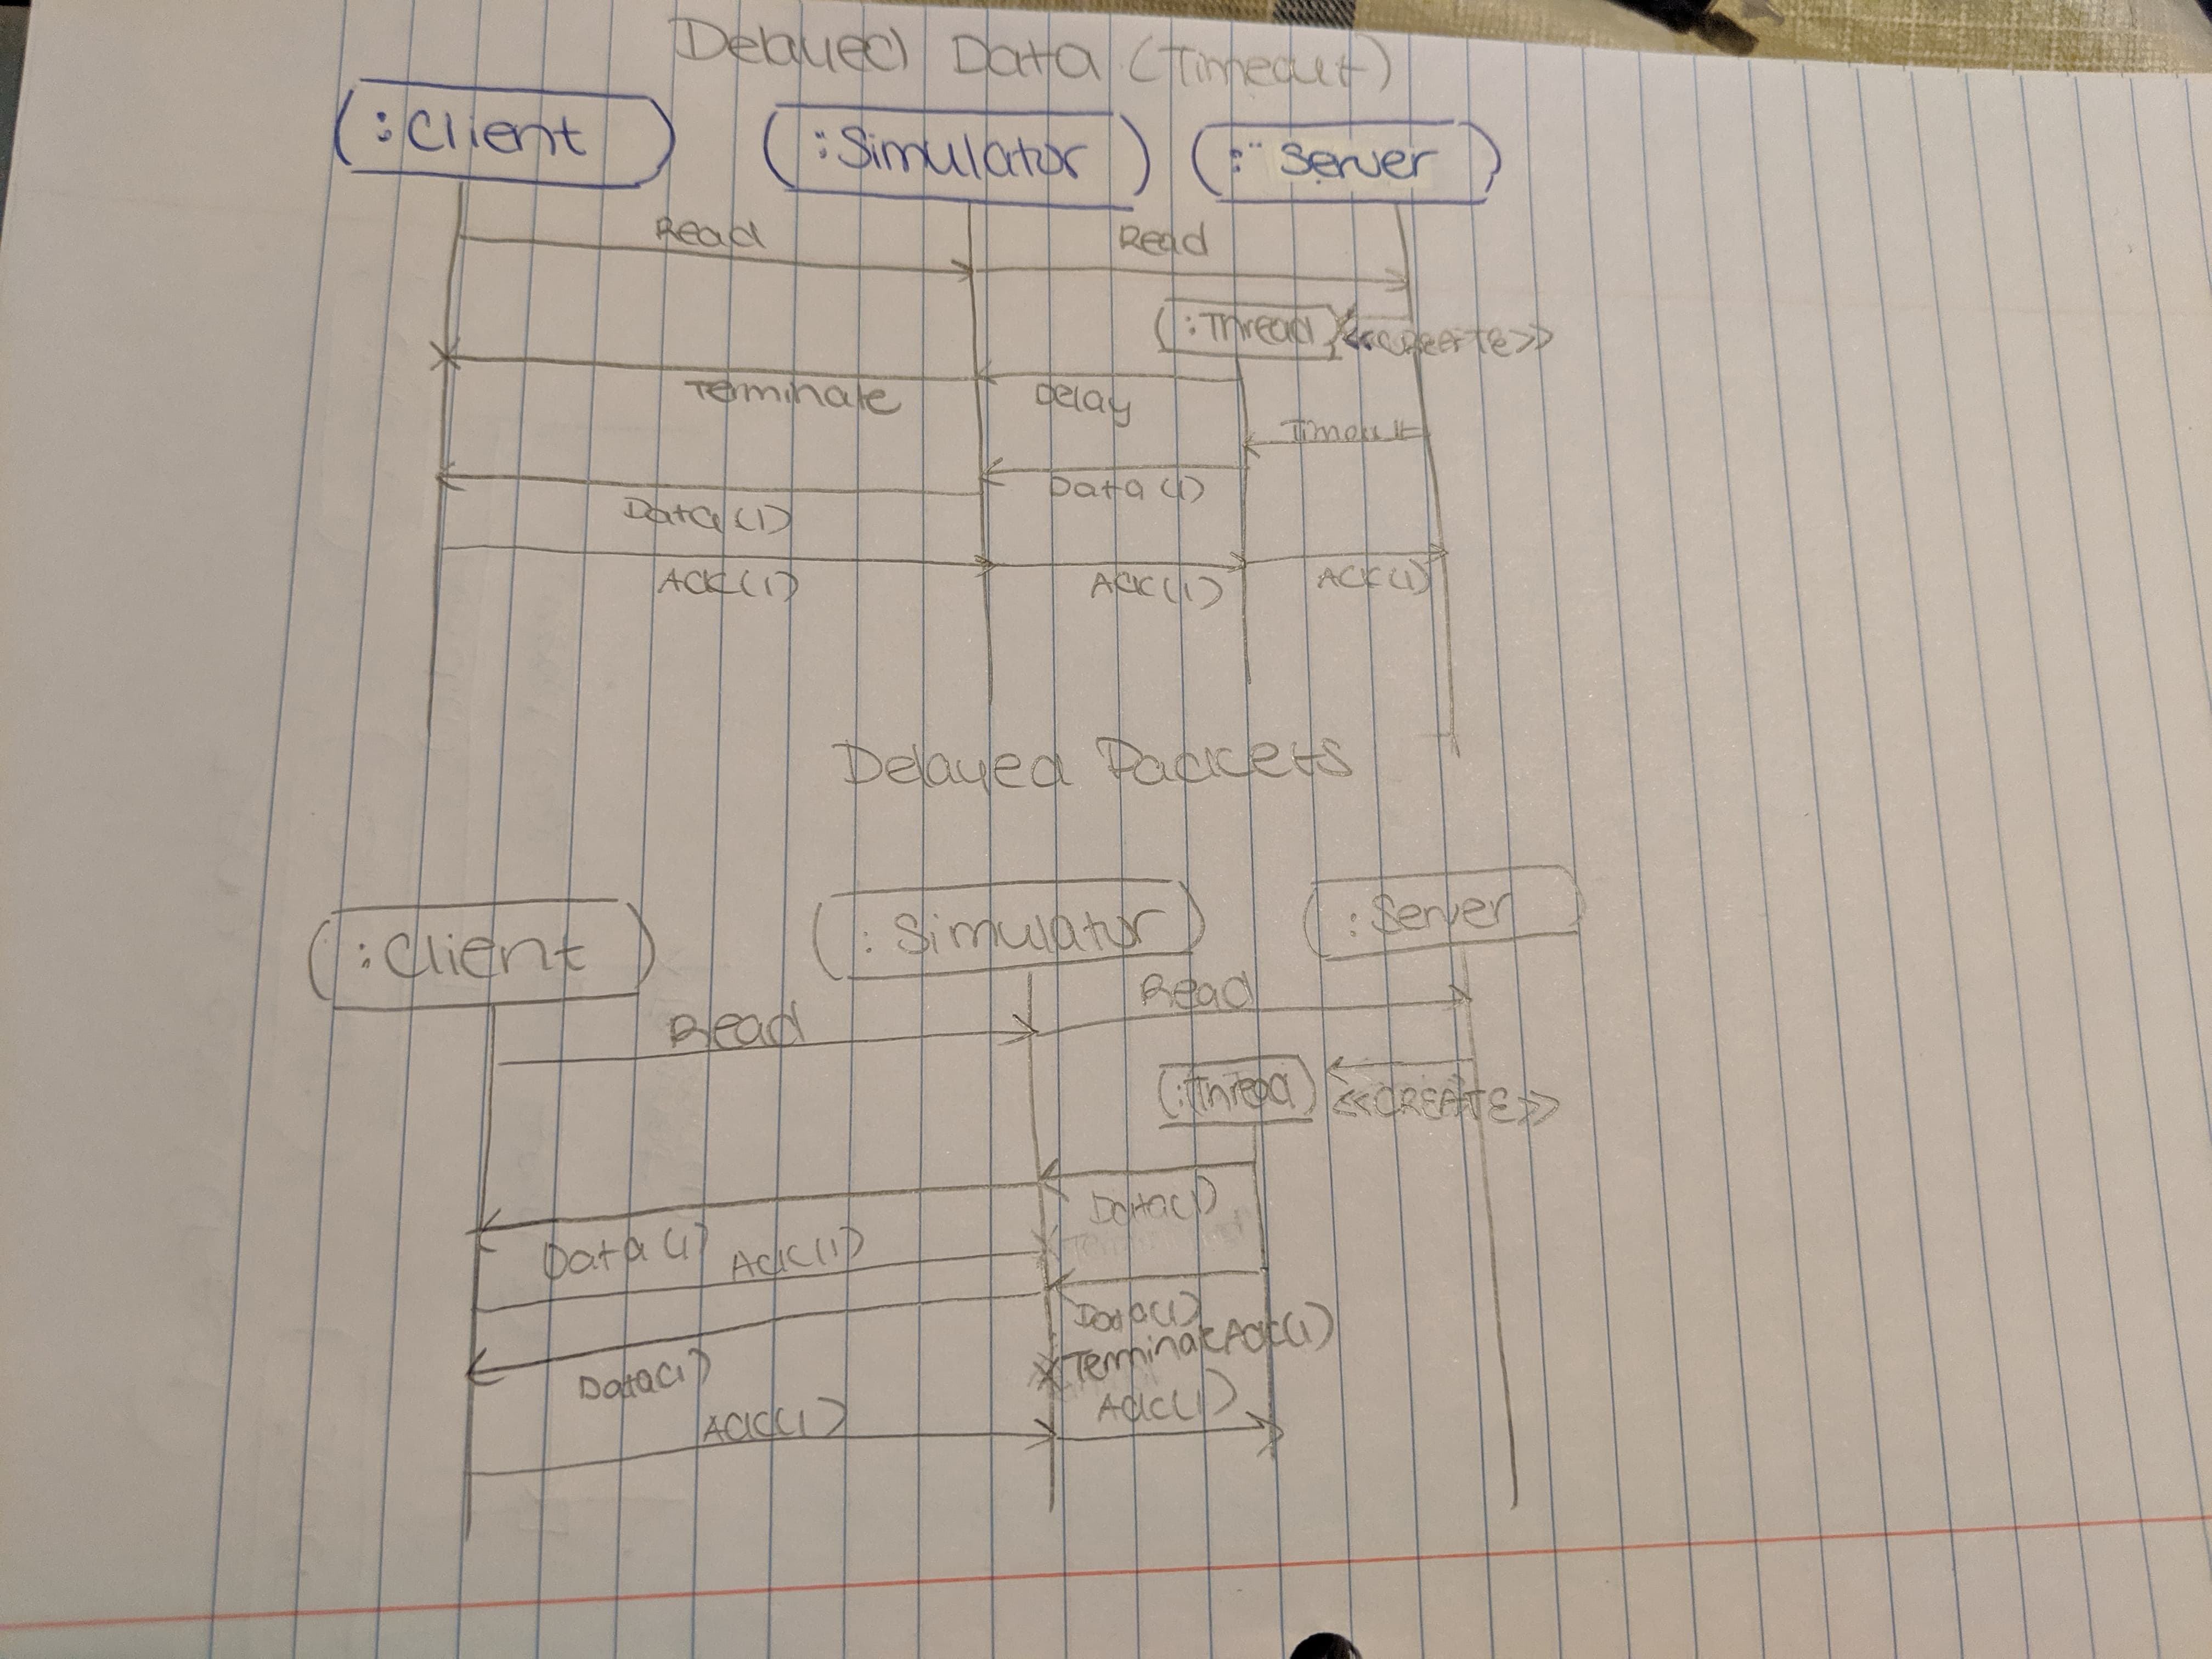 Delayed Data (Timeout)
:Client :Simulator :Server
Read Read
:Thread <<CREATE>>
Terminate Delay
Timout
Data(1) Data(1)
ACK(1) ACK(1) ACK(1)
Delayed Packets
:Client :Simulator :Server
Read Read
:Thread <<CREATE>>
Data(1)
Data(1) ACK(1)
Data(1)
Terminate ACK(1)
Data(1)
ACK(1) ACK(1)